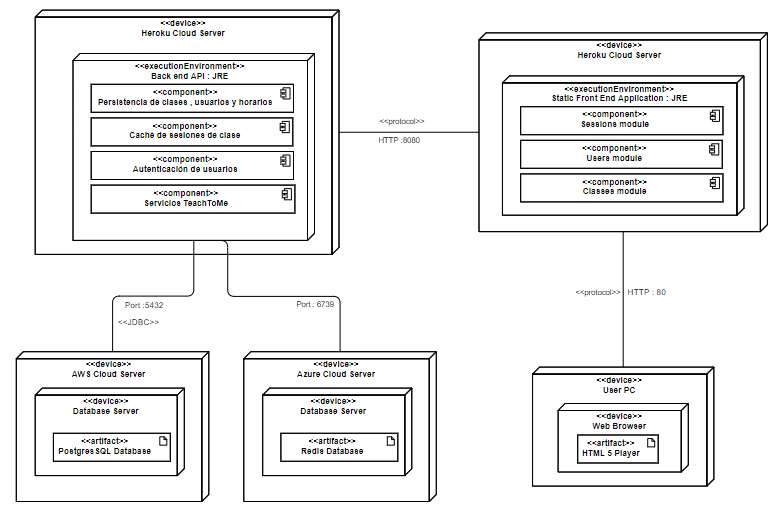 <<device>>
Heroku Cloud Server
<<executionEnvironment>>
Back end API : JRE
<<component>>
Persistencia de clases , usuarios y horarios
<<component>>
Caché de sesiones de clase
<<component>>
Autenticación de usuarios
<<component>>
Servicios TeachToMe
<<protocol>>
HTTP :8080
<<device>>
Heroku Cloud Server
<<executionEnvironment>>
Static Front End Application : JRE
<<component>>
Sessions module
<<component>>
Users module
<<component>>
Classes module
Port :5432
<<JDBC>>
Port : 6739
<<protocol>>
HTTP : 80
<<device>>
AWS Cloud Server
<<device>>
Database Server
<<artifact>>
PostgresSQL Database
<<device>>
Azure Cloud Server
<<device>>
Database Server
<<artifact>>
Redis Database
<<device>>
User PC
<<device>>
Web Browser
<<artifact>>
HTML 5 Player